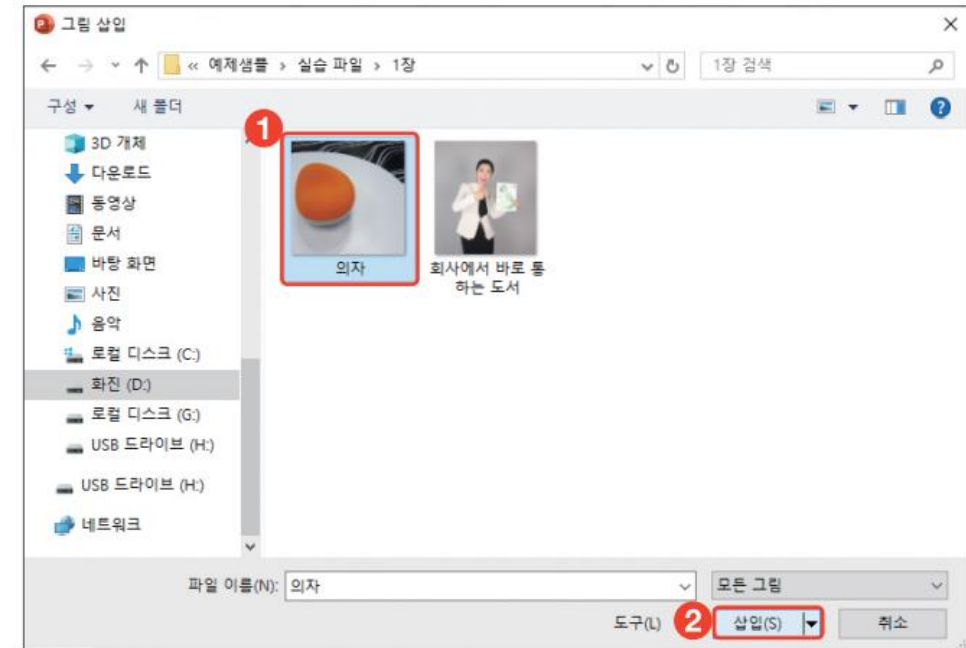 그림 삽입
« 예제샘플 › 실습 파일 › 1장
1장 검색
구성
새 폴더
1
3D 개체
다운로드
동영상
문서
바탕 화면
사진
음악
로컬 디스크 (C:)
화진 (D:)
로컬 디스크 (G:)
USB 드라이브 (H:)
USB 드라이브 (H:)
네트워크
의자
회사에서 바로 통
하는 도서
파일 이름(N): 의자
모든 그림
도구(L)
2
삽입(S)
취소